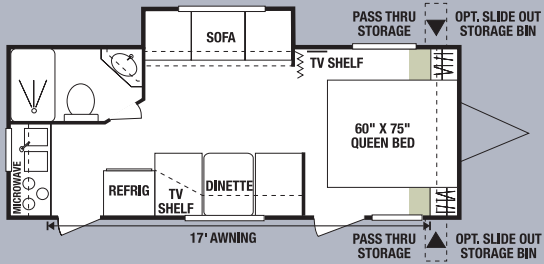 PASS THRU
STORAGE
OPT. SLIDE OUT
STORAGE BIN
SOFA
TV SHELF
60" X 75"
QUEEN BED
MICROWAVE
REFRIG
TV
SHELF
DINETTE
17' AWNING
PASS THRU
STORAGE
OPT. SLIDE OUT
STORAGE BIN